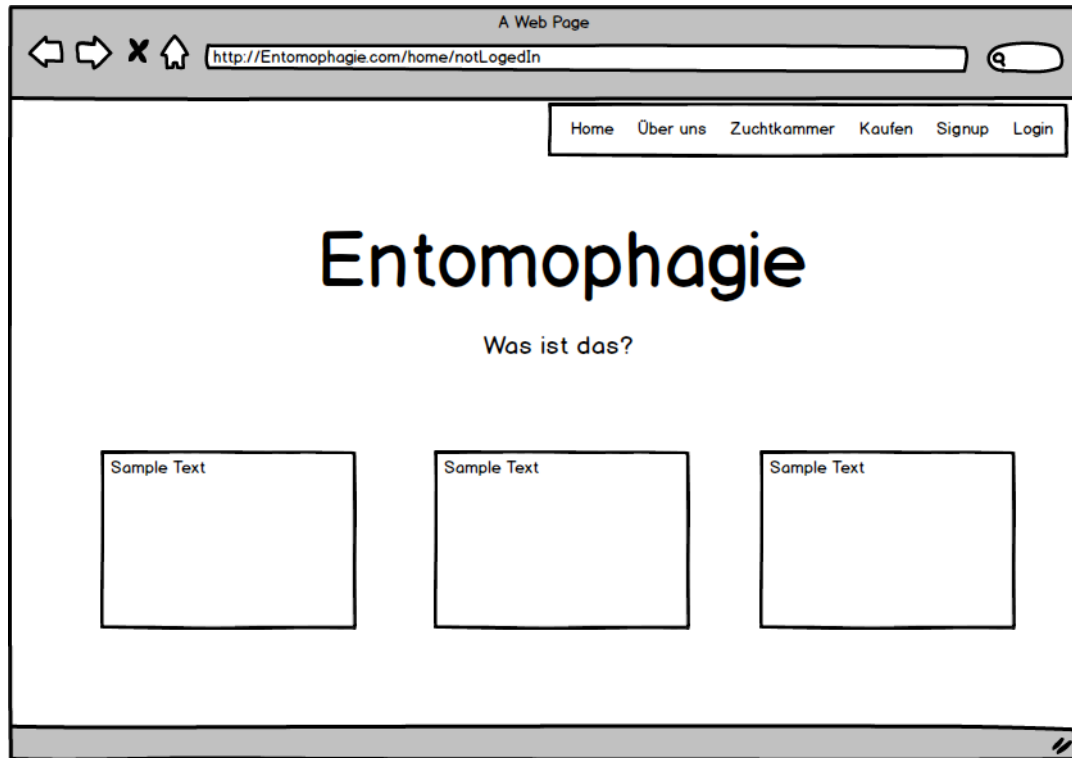 A Web Page
http://Entomophagie.com/home/notLogedIn
Home Über uns Zuchtkammer Kaufen Signup Login
Entomophagie
Was ist das?
Sample Text Sample Text Sample Text